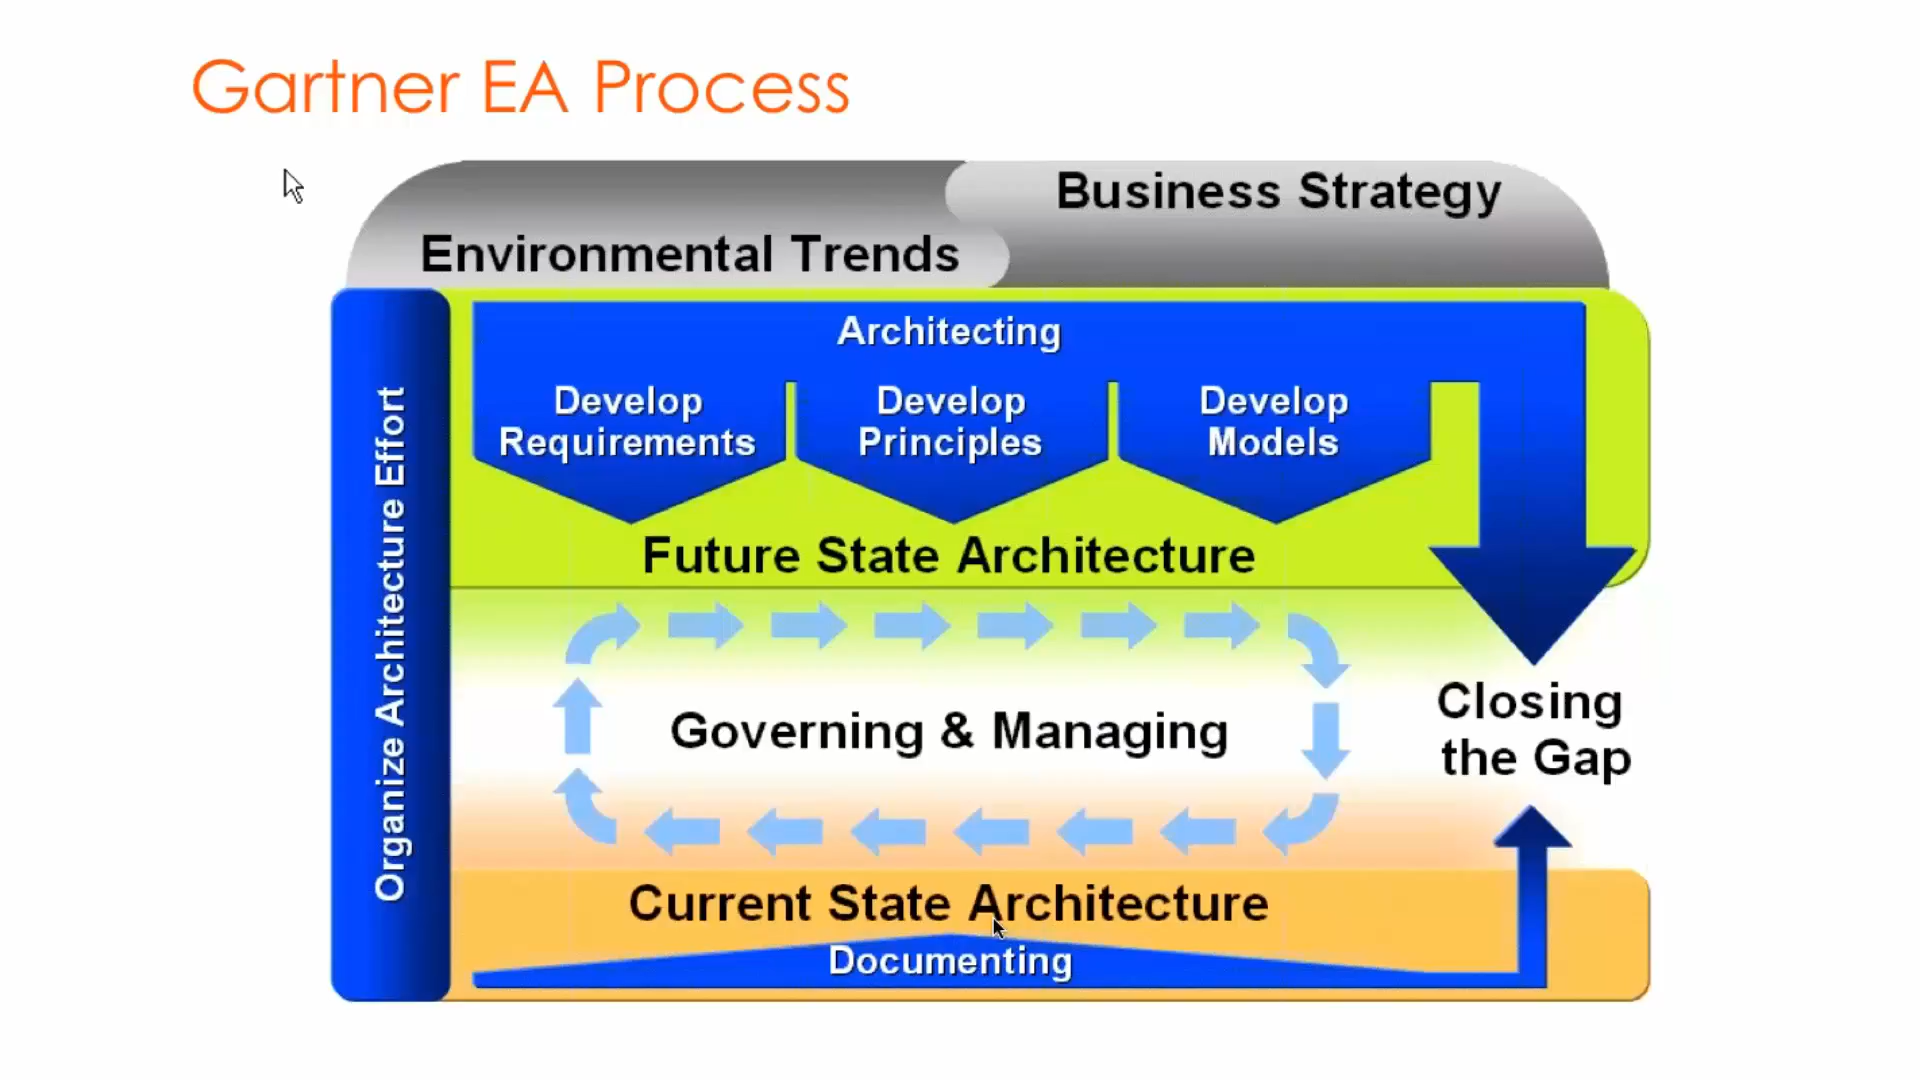 Gartner EA Process
Business Strategy
Environmental Trends
Architecting
Develop
Requirements
Develop
Principles
Develop
Models
Organize Architecture Effort
Future State Architecture
Governing & Managing
Closing
the Gap
Current State Architecture
Documenting